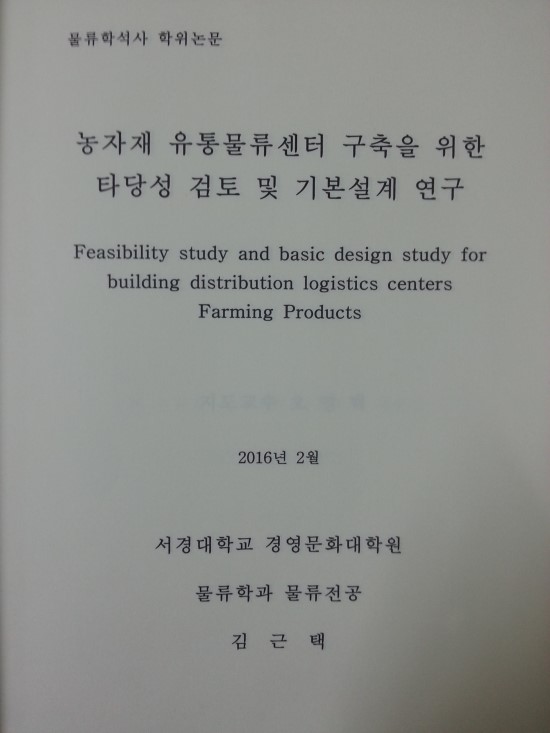 물류학석사 학위논문
농자재 유통물류센터 구축을 위한
타당성 검토 및 기본설계 연구
Feasibility study and basic design study for
building distribution logistics centers
Farming Products
2016년 2월
서경대학교 경영문화대학원
물류학과 물류전공
김 근 택